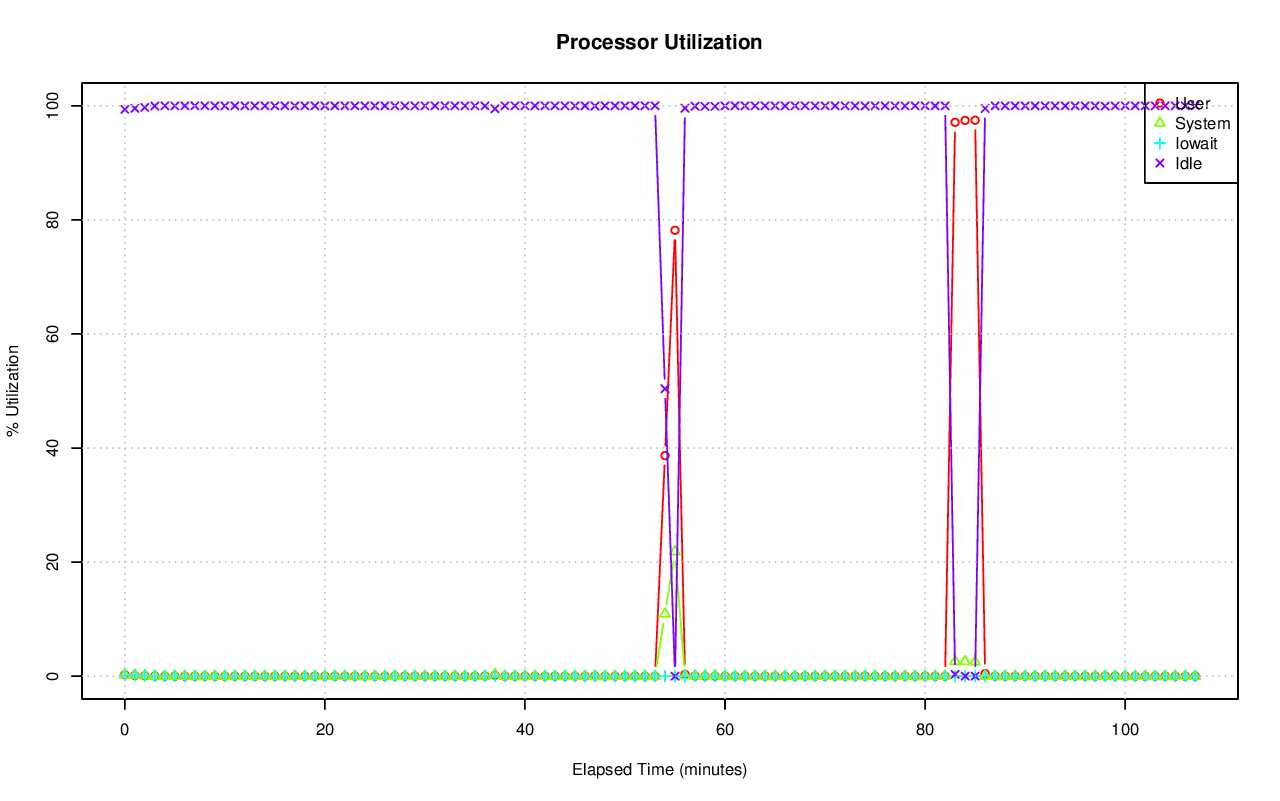 Processor Utilization
100
80
60
40
20
0
% Utilization
User
System
Iowait
Idle
0 20 40 60 80 100
Elapsed Time (minutes)